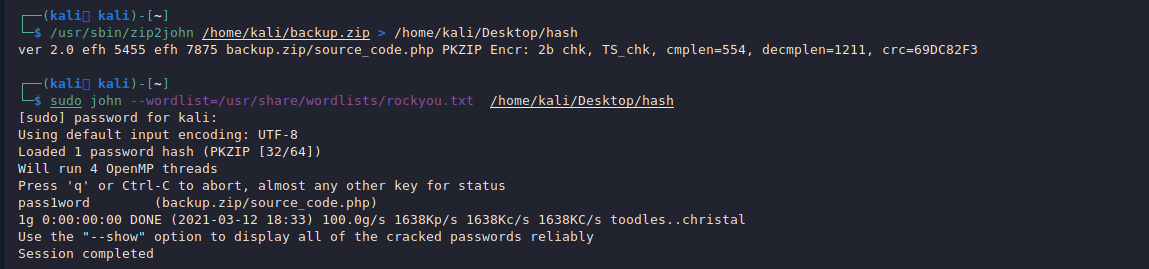 ┌──(kali kali)-[~]
└─$ /usr/sbin/zip2john /home/kali/backup.zip > /home/kali/Desktop/hash
ver 2.0 efh 5455 efh 7875 backup.zip/source_code.php PKZIP Encr: 2b chk, TS_chk, cmplen=554, decmplen=1211, crc=69DC82F3
┌──(kali kali)-[~]
└─$ sudo john --wordlist=/usr/share/wordlists/rockyou.txt  /home/kali/Desktop/hash
[sudo] password for kali:
Using default input encoding: UTF-8
Loaded 1 password hash (PKZIP [32/64])
Will run 4 OpenMP threads
Press 'q' or Ctrl-C to abort, almost any other key for status
pass1word        (backup.zip/source_code.php)
1g 0:00:00:00 DONE (2021-03-12 18:33) 100.0g/s 1638Kp/s 1638Kc/s 1638KC/s toodles..christal
Use the "--show" option to display all of the cracked passwords reliably
Session completed